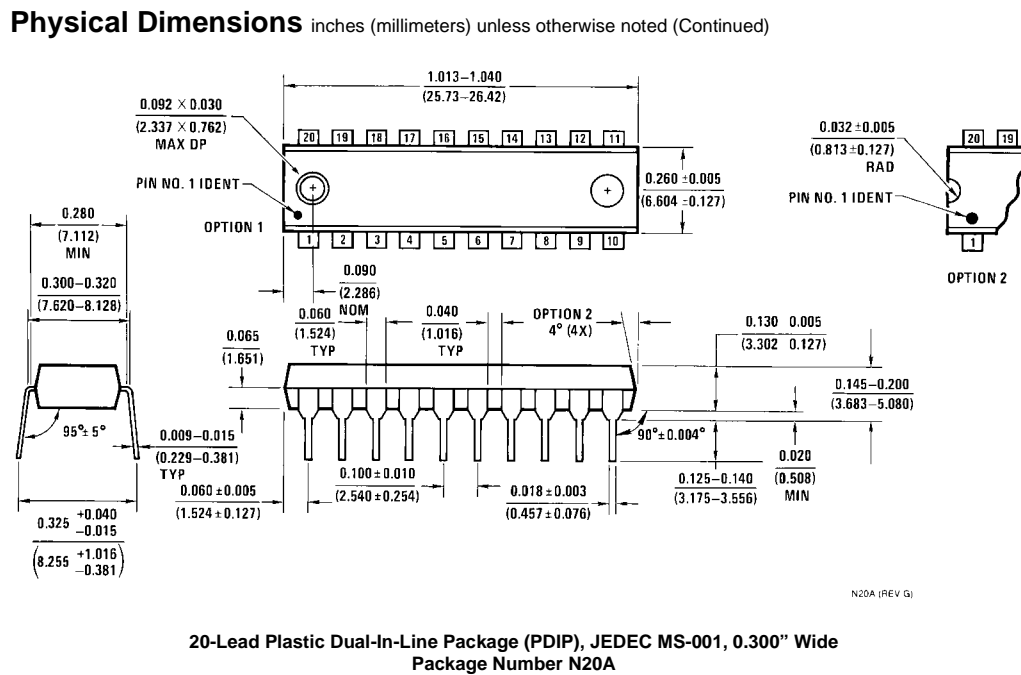 Physical Dimensions inches (millimeters) unless otherwise noted (Continued)
1.013–1.040
(25.73–26.42)
0.092 × 0.030
(2.337 × 0.762)
MAX DP
20 19 18 17 16 15 14 13 12 11
0.032 ±0.005
(0.813 ±0.127)
RAD
20 19
PIN NO. 1 IDENT
0.260 ±0.005
(6.604 ±0.127)
PIN NO. 1 IDENT
OPTION 1
1 2 3 4 5 6 7 8 9 10
1
OPTION 2
0.280
(7.112)
MIN
0.300–0.320
(7.620–8.128)
0.090
(2.286)
NOM
0.060
(1.524)
TYP
0.040
(1.016)
TYP
OPTION 2
4° (4X)
0.130 0.005
(3.302 0.127)
0.065
(1.651)
0.145–0.200
(3.683–5.080)
95°± 5°
0.009–0.015
(0.229–0.381)
TYP
90°±0.004°
0.020
(0.508)
MIN
0.100 ±0.010
(2.540 ±0.254)
0.125–0.140
(3.175–3.556)
0.060 ±0.005
(1.524 ±0.127)
0.018 ±0.003
(0.457 ±0.076)
0.325 +0.040
−0.015
(8.255 +1.016
−0.381)
N20A (REV G)
20-Lead Plastic Dual-In-Line Package (PDIP), JEDEC MS-001, 0.300” Wide
Package Number N20A